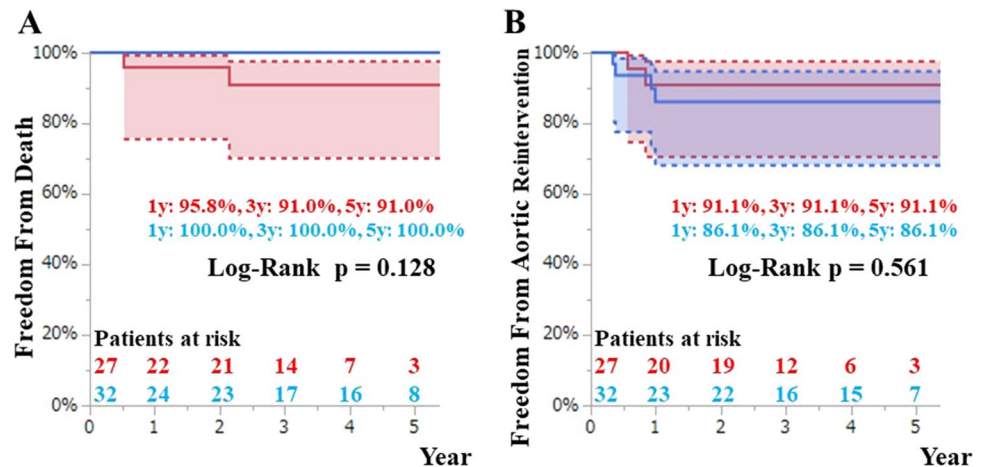 A
Freedom From Death
100%
80%
60%
40%
20%
0%
1y: 95.8%, 3y: 91.0%, 5y: 91.0%
1y: 100.0%, 3y: 100.0%, 5y: 100.0%
Log-Rank p = 0.128
Patients at risk
27 22 21 14 7 3
32 24 23 17 16 8
0 1 2 3 4 5
Year
B
Freedom From Aortic Reintervention
100%
80%
60%
40%
20%
0%
1y: 91.1%, 3y: 91.1%, 5y: 91.1%
1y: 86.1%, 3y: 86.1%, 5y: 86.1%
Log-Rank p = 0.561
Patients at risk
27 20 19 12 6 3
32 23 22 16 15 7
0 1 2 3 4 5
Year